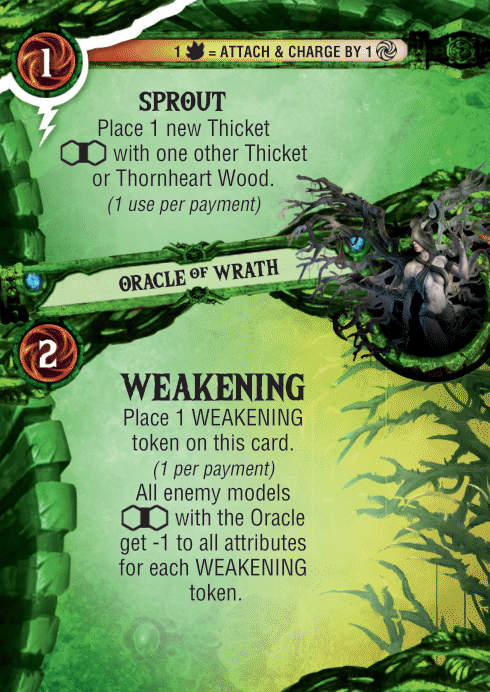 1
1 = ATTACH & CHARGE BY 1
SPROUT
Place 1 new Thicket
with one other Thicket
or Thornheart Wood.
(1 use per payment)
ORACLE OF WRATH
2
WEAKENING
Place 1 WEAKENING
token on this card.
(1 per payment)
All enemy models
with the Oracle
get -1 to all attributes
for each WEAKENING
token.